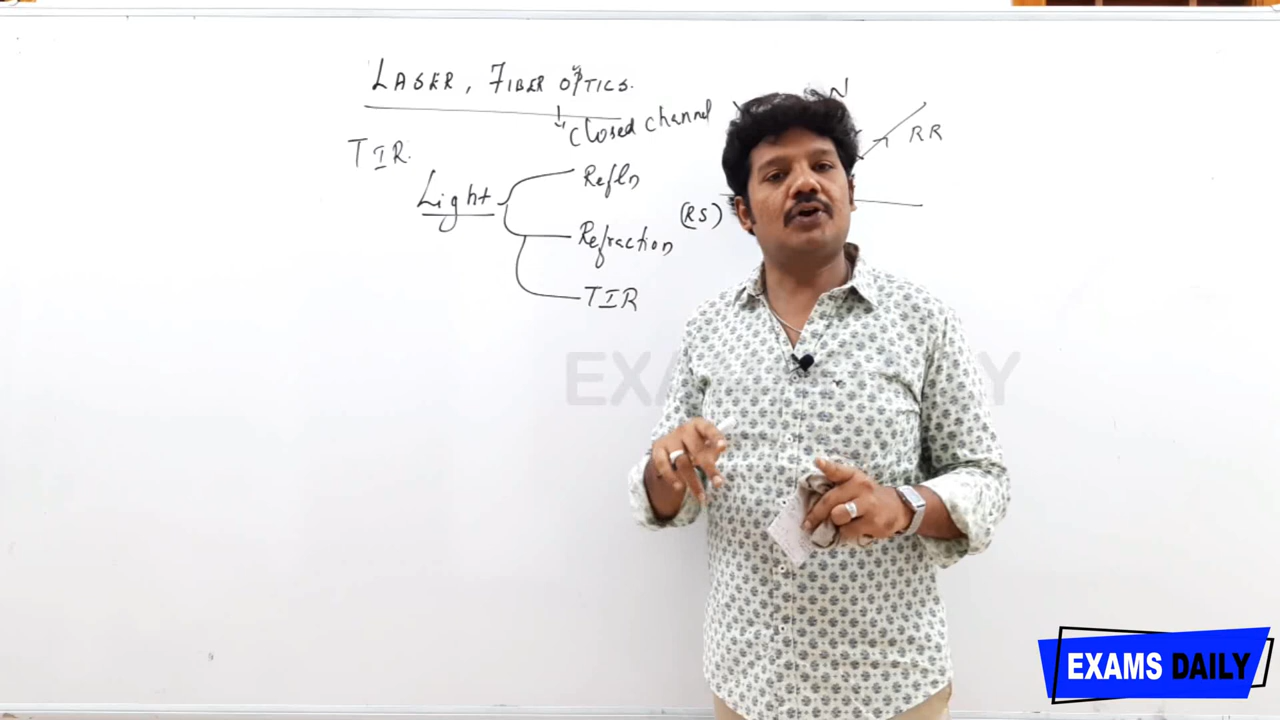 LASER, FIBER OPTICS.
Closed channel
TIR.
Light
Refln
Refraction
TIR
(RS)
N
RR
EXAMS DAILY